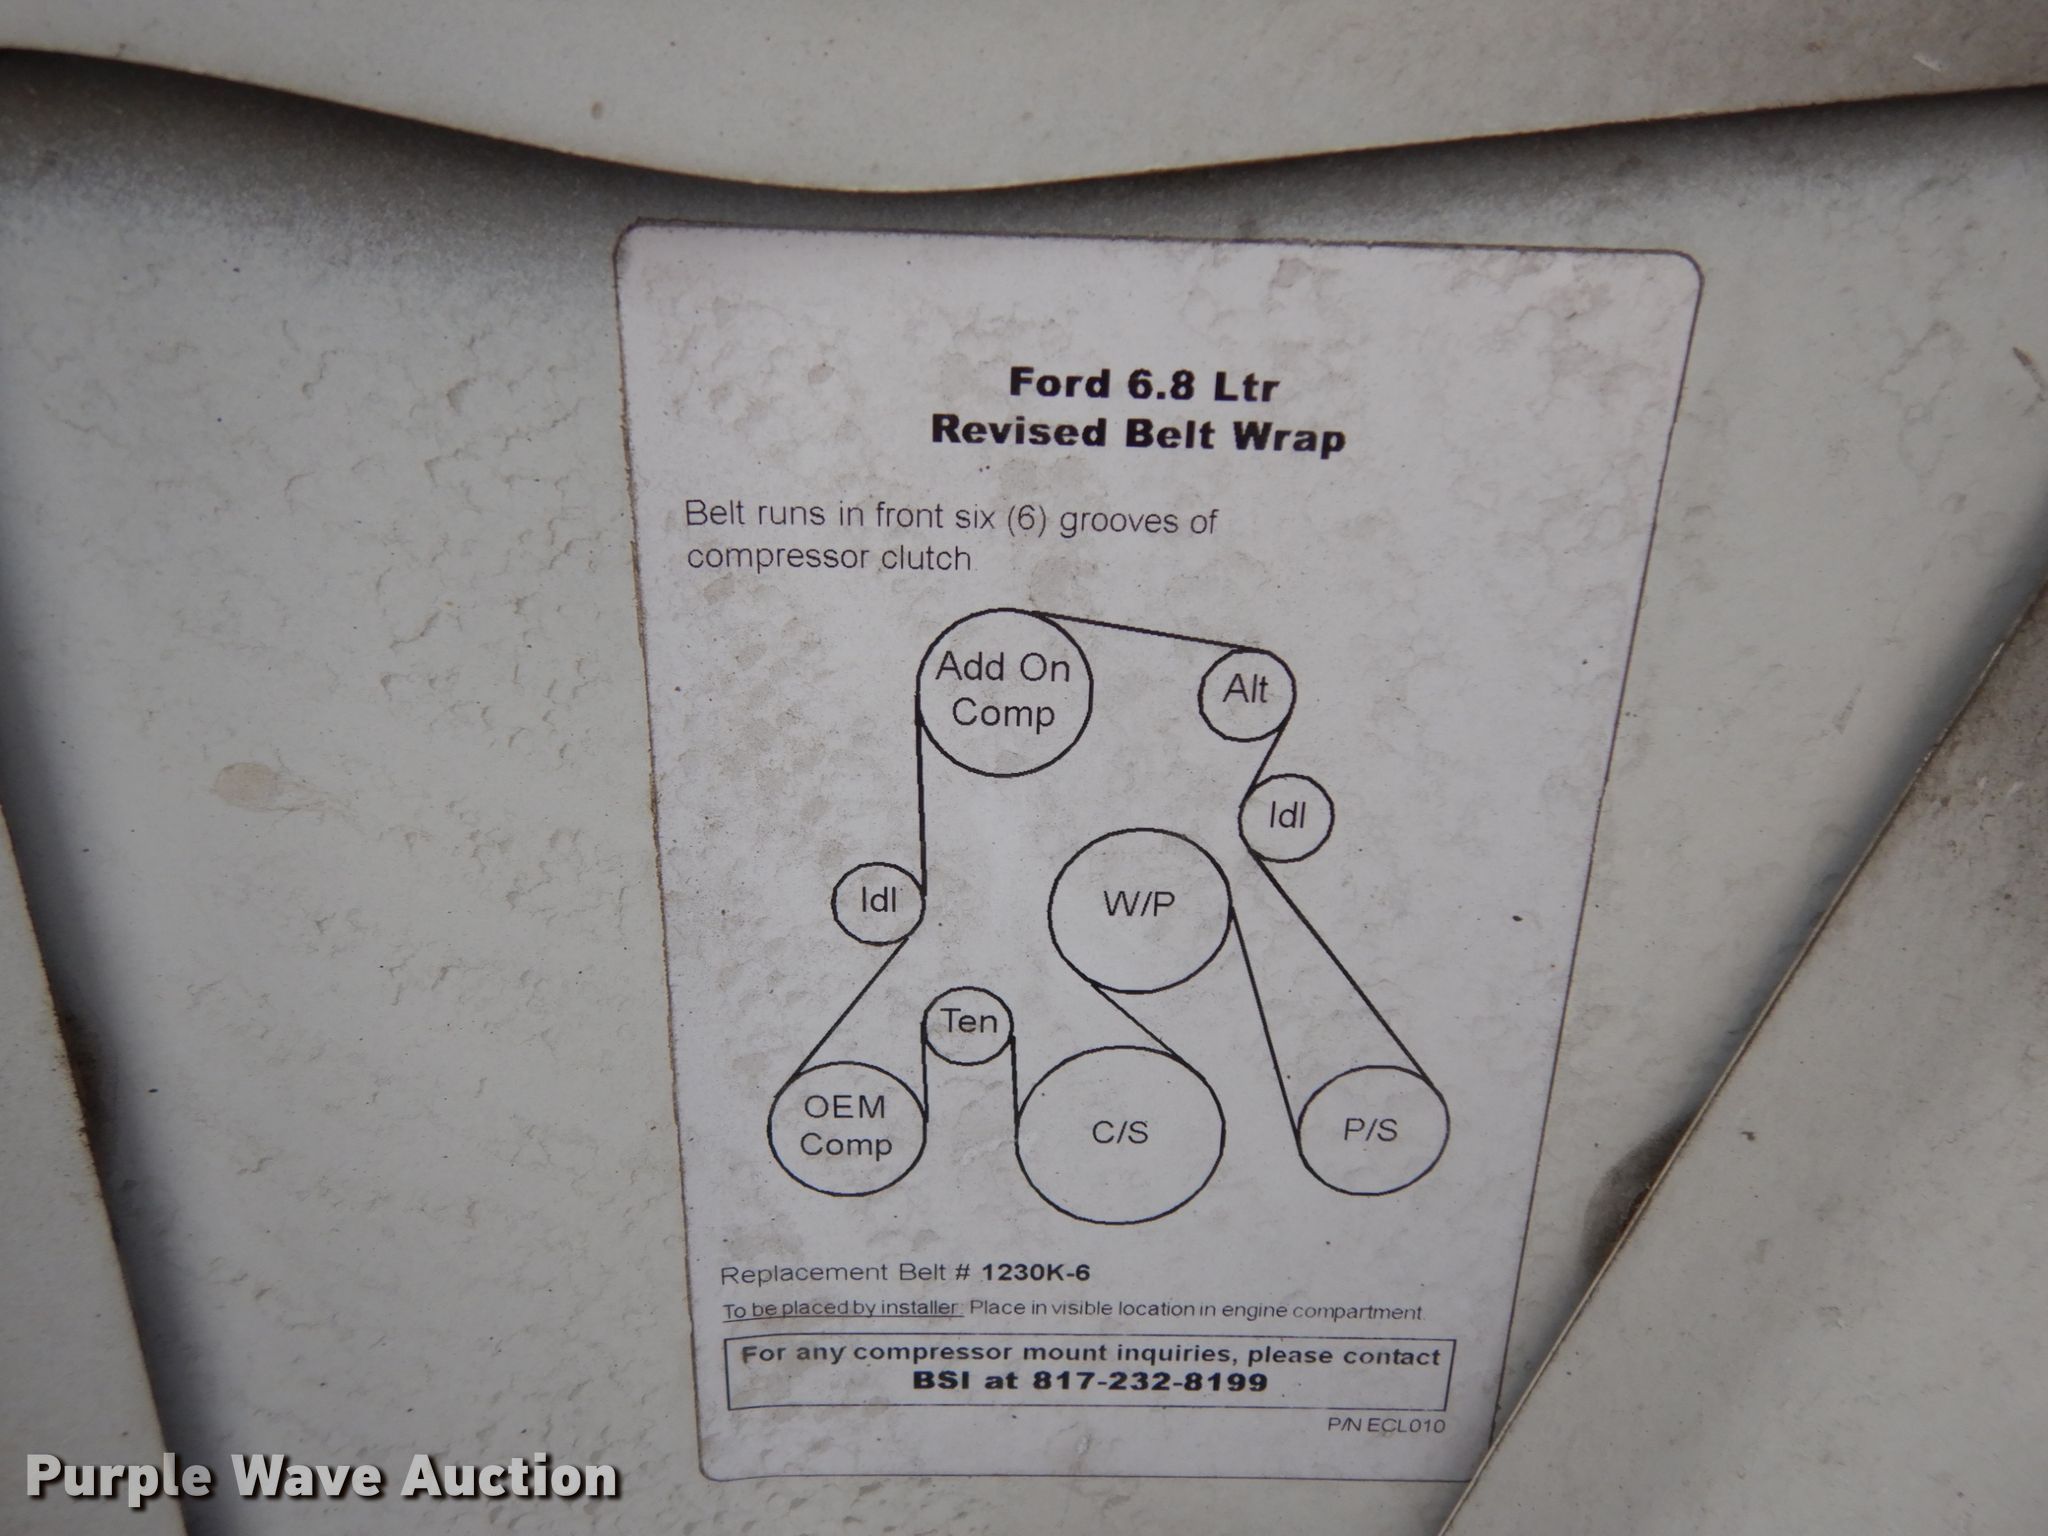 Ford 6.8 Ltr
Revised Belt Wrap
Belt runs in front six (6) grooves of
compressor clutch.
Add On
Comp
Alt
Idl
W/P
Idl
Ten
OEM
Comp
C/S
P/S
Replacement Belt # 1230K-6
To be placed by installer: Place in visible location in engine compartment.
For any compressor mount inquiries, please contact
BSI at 817-232-8199
P/N ECL010
Purple Wave Auction